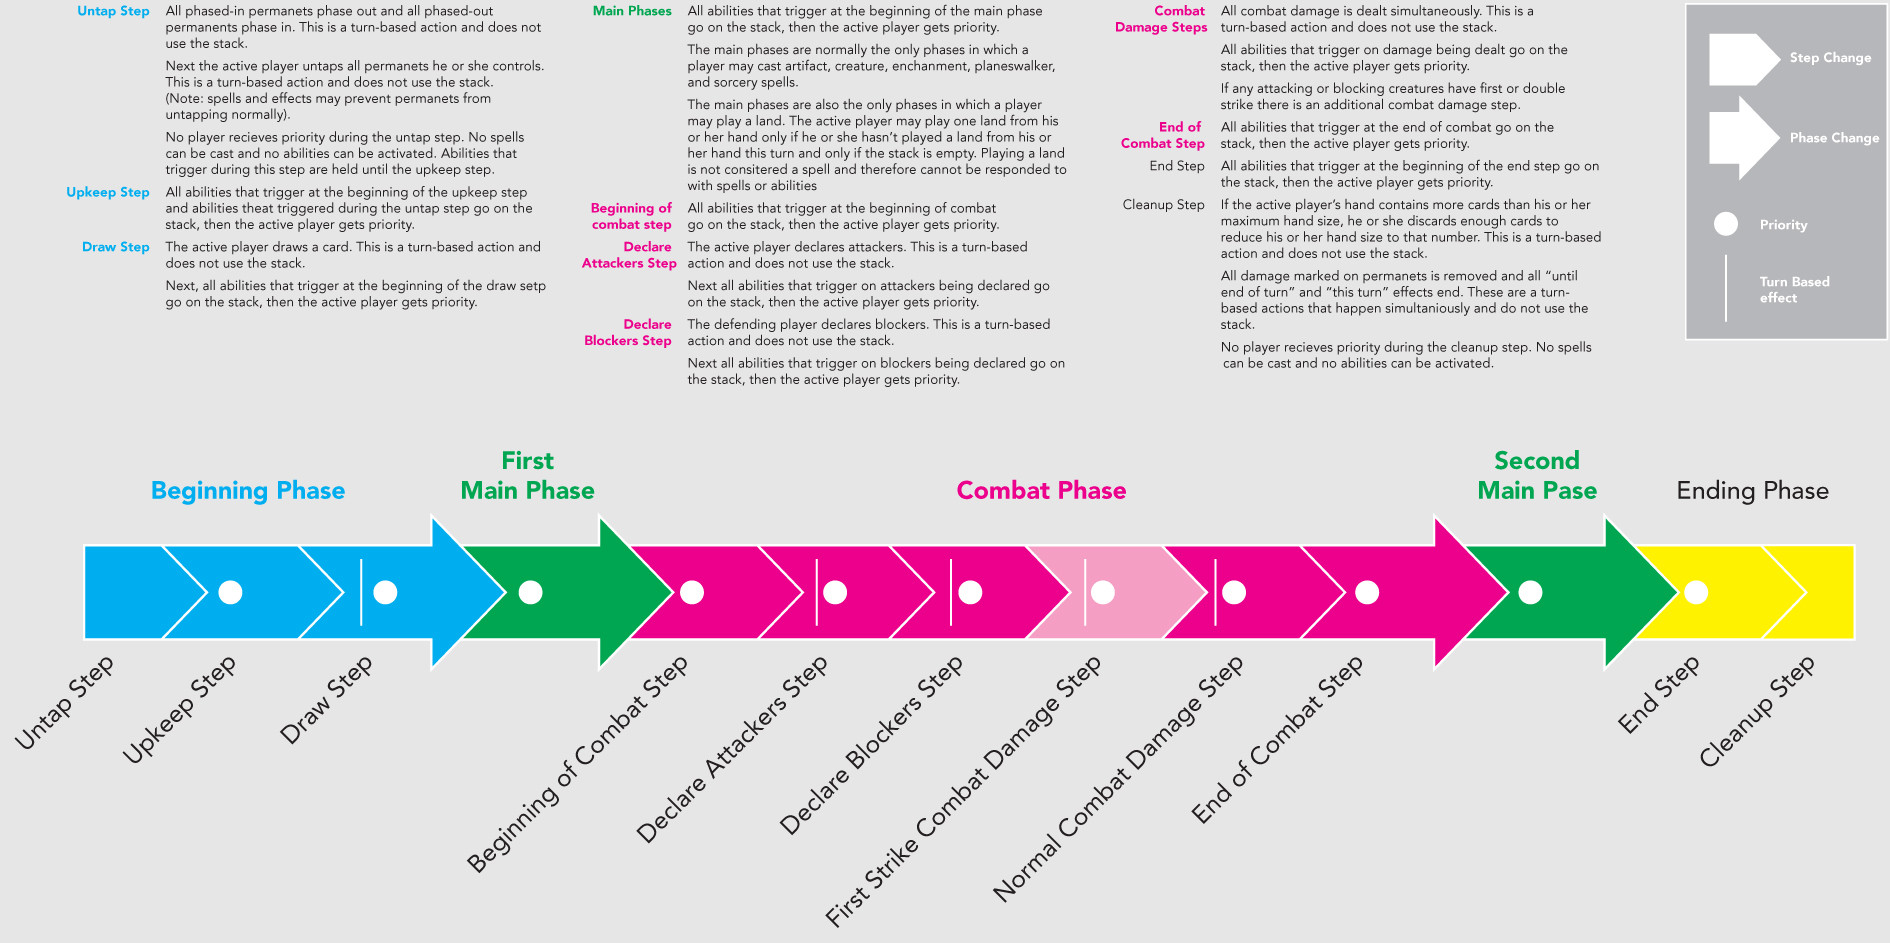 Untap Step
All phased-in permanets phase out and all phased-out
permanents phase in. This is a turn-based action and does not
use the stack.
Next the active player untaps all permanets he or she controls.
This is a turn-based action and does not use the stack.
(Note: spells and effects may prevent permanets from
untapping normally).
No player recieves priority during the untap step. No spells
can be cast and no abilities can be activated. Abilities that
trigger during this step are held until the upkeep step.
Upkeep Step
All abilities that trigger at the beginning of the upkeep step
and abilities theat triggered during the untap step go on the
stack, then the active player gets priority.
Draw Step
The active player draws a card. This is a turn-based action and
does not use the stack.
Next, all abilities that trigger at the beginning of the draw setp
go on the stack, then the active player gets priority.
Main Phases
All abilities that trigger at the beginning of the main phase
go on the stack, then the active player gets priority.
The main phases are normally the only phases in which a
player may cast artifact, creature, enchanment, planeswalker,
and sorcery spells.
The main phases are also the only phases in which a player
may play a land. The active player may play one land from his
or her hand only if he or she hasn't played a land from his or
her hand this turn and only if the stack is empty. Playing a land
is not consitered a spell and therefore cannot be responded to
with spells or abilities
Beginning of
combat step
All abilities that trigger at the beginning of combat
go on the stack, then the active player gets priority.
Declare
Attackers Step
The active player declares attackers. This is a turn-based
action and does not use the stack.
Next all abilities that trigger on attackers being declared go
on the stack, then the active player gets priority.
Declare
Blockers Step
The defending player declares blockers. This is a turn-based
action and does not use the stack.
Next all abilities that trigger on blockers being declared go on
the stack, then the active player gets priority.
Combat
Damage Steps
All combat damage is dealt simultaneously. This is a
turn-based action and does not use the stack.
All abilities that trigger on damage being dealt go on the
stack, then the active player gets priority.
If any attacking or blocking creatures have first or double
strike there is an additional combat damage step.
End of
Combat Step
All abilities that trigger at the end of combat go on the
stack, then the active player gets priority.
End Step
All abilities that trigger at the beginning of the end step go on
the stack, then the active player gets priority.
Cleanup Step
If the active player's hand contains more cards than his or her
maximum hand size, he or she discards enough cards to
reduce his or her hand size to that number. This is a turn-based
action and does not use the stack.
All damage marked on permanets is removed and all “until
end of turn” and “this turn” effects end. These are a turn-
based actions that happen simultaniously and do not use the
stack.
No player recieves priority during the cleanup step. No spells
can be cast and no abilities can be activated.
Step Change
Phase Change
Priority
Turn Based
effect
Beginning Phase
First
Main Phase
Combat Phase
Second
Main Pase
Ending Phase
Untap Step
Upkeep Step
Draw Step
Beginning of Combat Step
Declare Attackers Step
Declare Blockers Step
First Strike Combat Damage Step
Normal Combat Damage Step
End of Combat Step
End Step
Cleanup Step